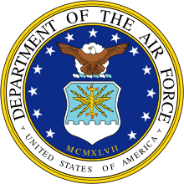 DEPARTMENT OF THE AIR FORCE
MCMXLVII
UNITED STATES OF AMERICA